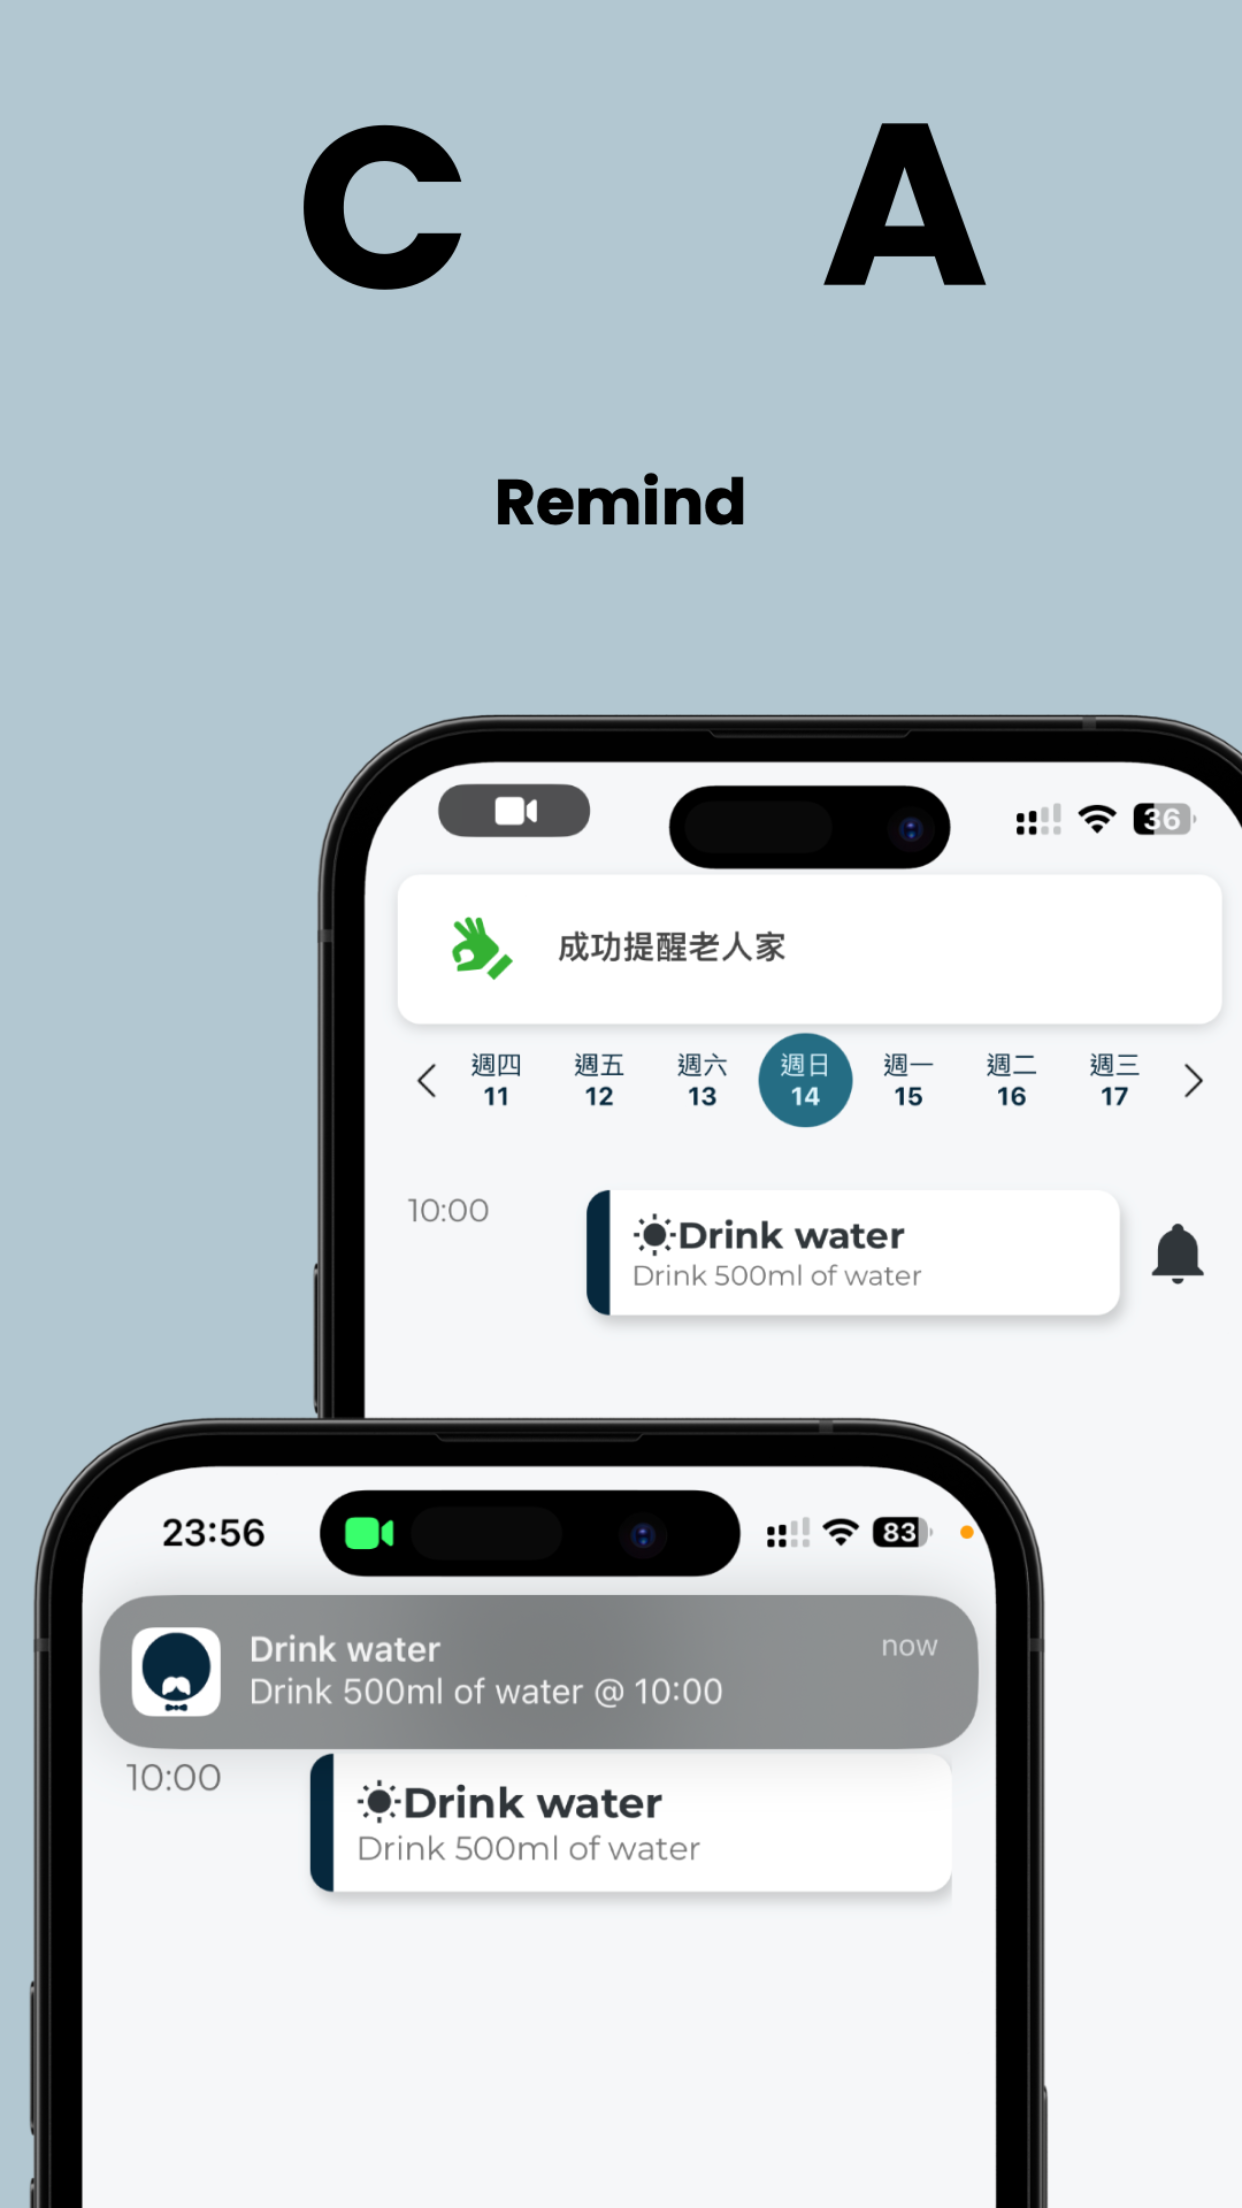 C A
Remind
36
成功提醒老人家
週四 週五 週六 週日 週一 週二 週三
11 12 13 14 15 16 17
10:00
Drink water
Drink 500ml of water
23:56
83
Drink water
now
Drink 500ml of water @ 10:00
10:00
Drink water
Drink 500ml of water